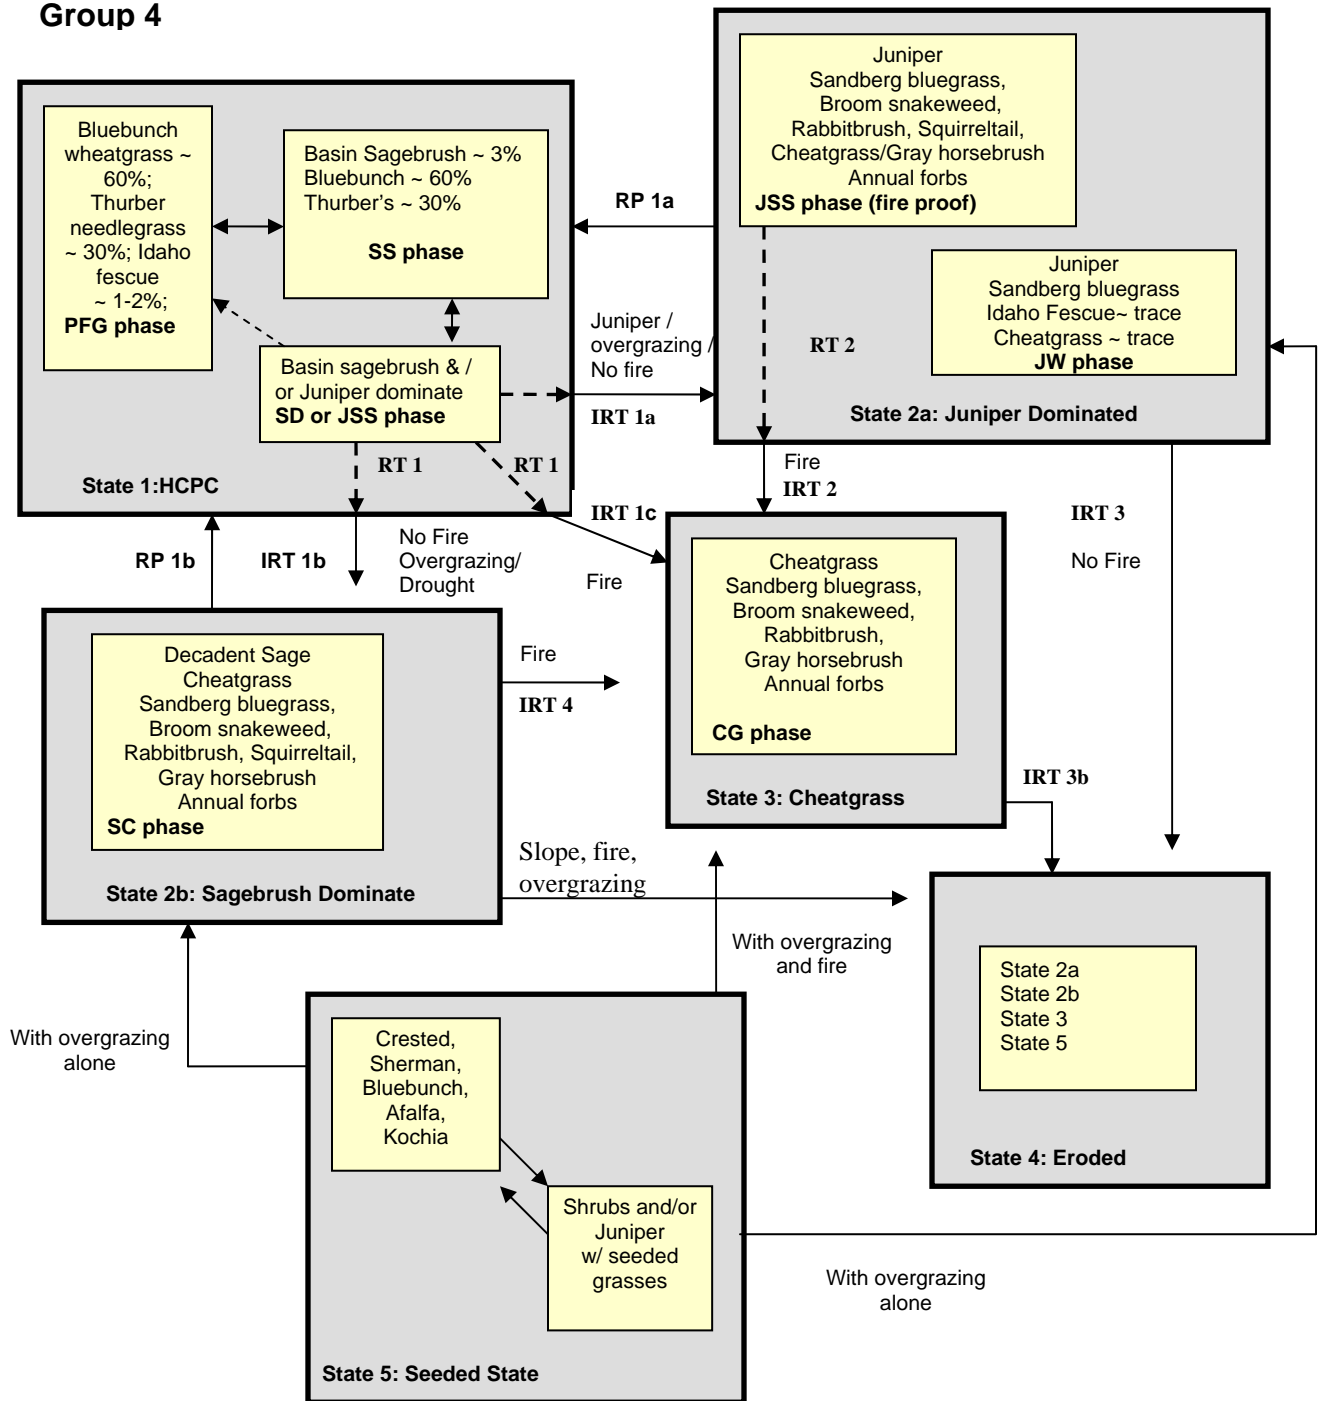 Group 4
Bluebunch
wheatgrass ~
60%;
Thurber
needlegrass
~ 30%; Idaho
fescue
~ 1-2%;
PFG phase
Basin Sagebrush ~ 3%
Bluebunch ~ 60%
Thurber's ~ 30%
SS phase
Basin sagebrush & /
or Juniper dominate
SD or JSS phase
RT 1
RT 1
State 1:HCPC
RP 1a
Juniper /
overgrazing /
No fire
IRT 1a
Juniper
Sandberg bluegrass,
Broom snakeweed,
Rabbitbrush, Squirreltail,
Cheatgrass/Gray horsebrush
Annual forbs
JSS phase (fire proof)
Juniper
Sandberg bluegrass
Idaho Fescue~ trace
Cheatgrass ~ trace
JW phase
RT 2
State 2a: Juniper Dominated
RP 1b
IRT 1b
No Fire
Overgrazing/
Drought
IRT 1c
Fire
Fire
IRT 2
IRT 3
No Fire
Cheatgrass
Sandberg bluegrass,
Broom snakeweed,
Rabbitbrush,
Gray horsebrush
Annual forbs
CG phase
State 3: Cheatgrass
IRT 3b
Decadent Sage
Cheatgrass
Sandberg bluegrass,
Broom snakeweed,
Rabbitbrush, Squirreltail,
Gray horsebrush
Annual forbs
SC phase
State 2b: Sagebrush Dominate
Fire
IRT 4
Slope, fire,
overgrazing
With overgrazing
and fire
State 2a
State 2b
State 3
State 5
State 4: Eroded
With overgrazing
alone
Crested,
Sherman,
Bluebunch,
Afalfa,
Kochia
Shrubs and/or
Juniper
w/ seeded
grasses
State 5: Seeded State
With overgrazing
alone